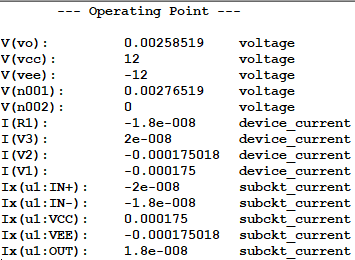 --- Operating Point ---
V(vo): 0.00258519 voltage
V(vcc): 12 voltage
V(vee): -12 voltage
V(n001): 0.00276519 voltage
V(n002): 0 voltage
I(R1): -1.8e-008 device_current
I(V3): 2e-008 device_current
I(V2): -0.000175018 device_current
I(V1): -0.000175 device_current
Ix(u1:IN+): -2e-008 subckt_current
Ix(u1:IN-): -1.8e-008 subckt_current
Ix(u1:VCC): 0.000175 subckt_current
Ix(u1:VEE): -0.000175018 subckt_current
Ix(u1:OUT): 1.8e-008 subckt_current